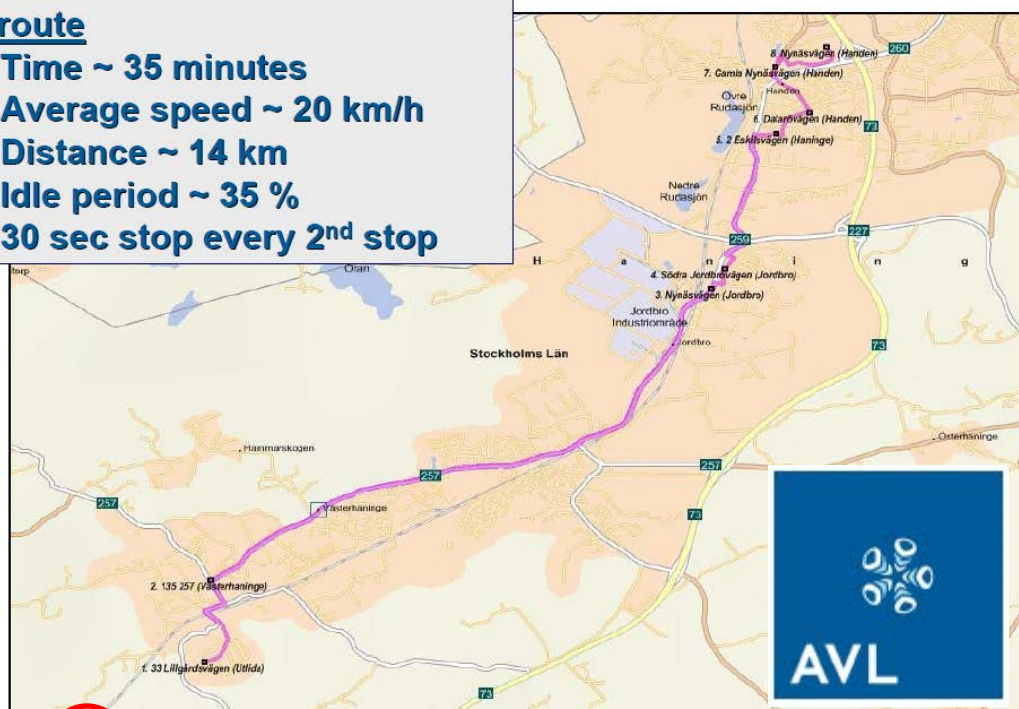 route
Time ~ 35 minutes
Average speed ~ 20 km/h
Distance ~ 14 km
Idle period ~ 35 %
30 sec stop every 2nd stop
8 Nynäsvägen (Handen)
260
7. Gamla Nynäsvägen (Handen)
Handen
Övre
Rudasjön
6. Dalarövägen (Handen)
73
5. 2 Eskilsvägen (Haninge)
Nedre
Rudasjön
259
227
H a n i n g
4. Södra Jordbrovägen (Jordbro)
3. Nynäsvägen (Jordbro)
Jordbro
Industriområde
Jordbro
73
Stockholms Län
Hammarskogen
Österhaninge
257
257
257
Västerhaninge
73
2. 135 257 (Västerhaninge)
1. 33 Lillgårdsvägen (Utlida)
73
AVL